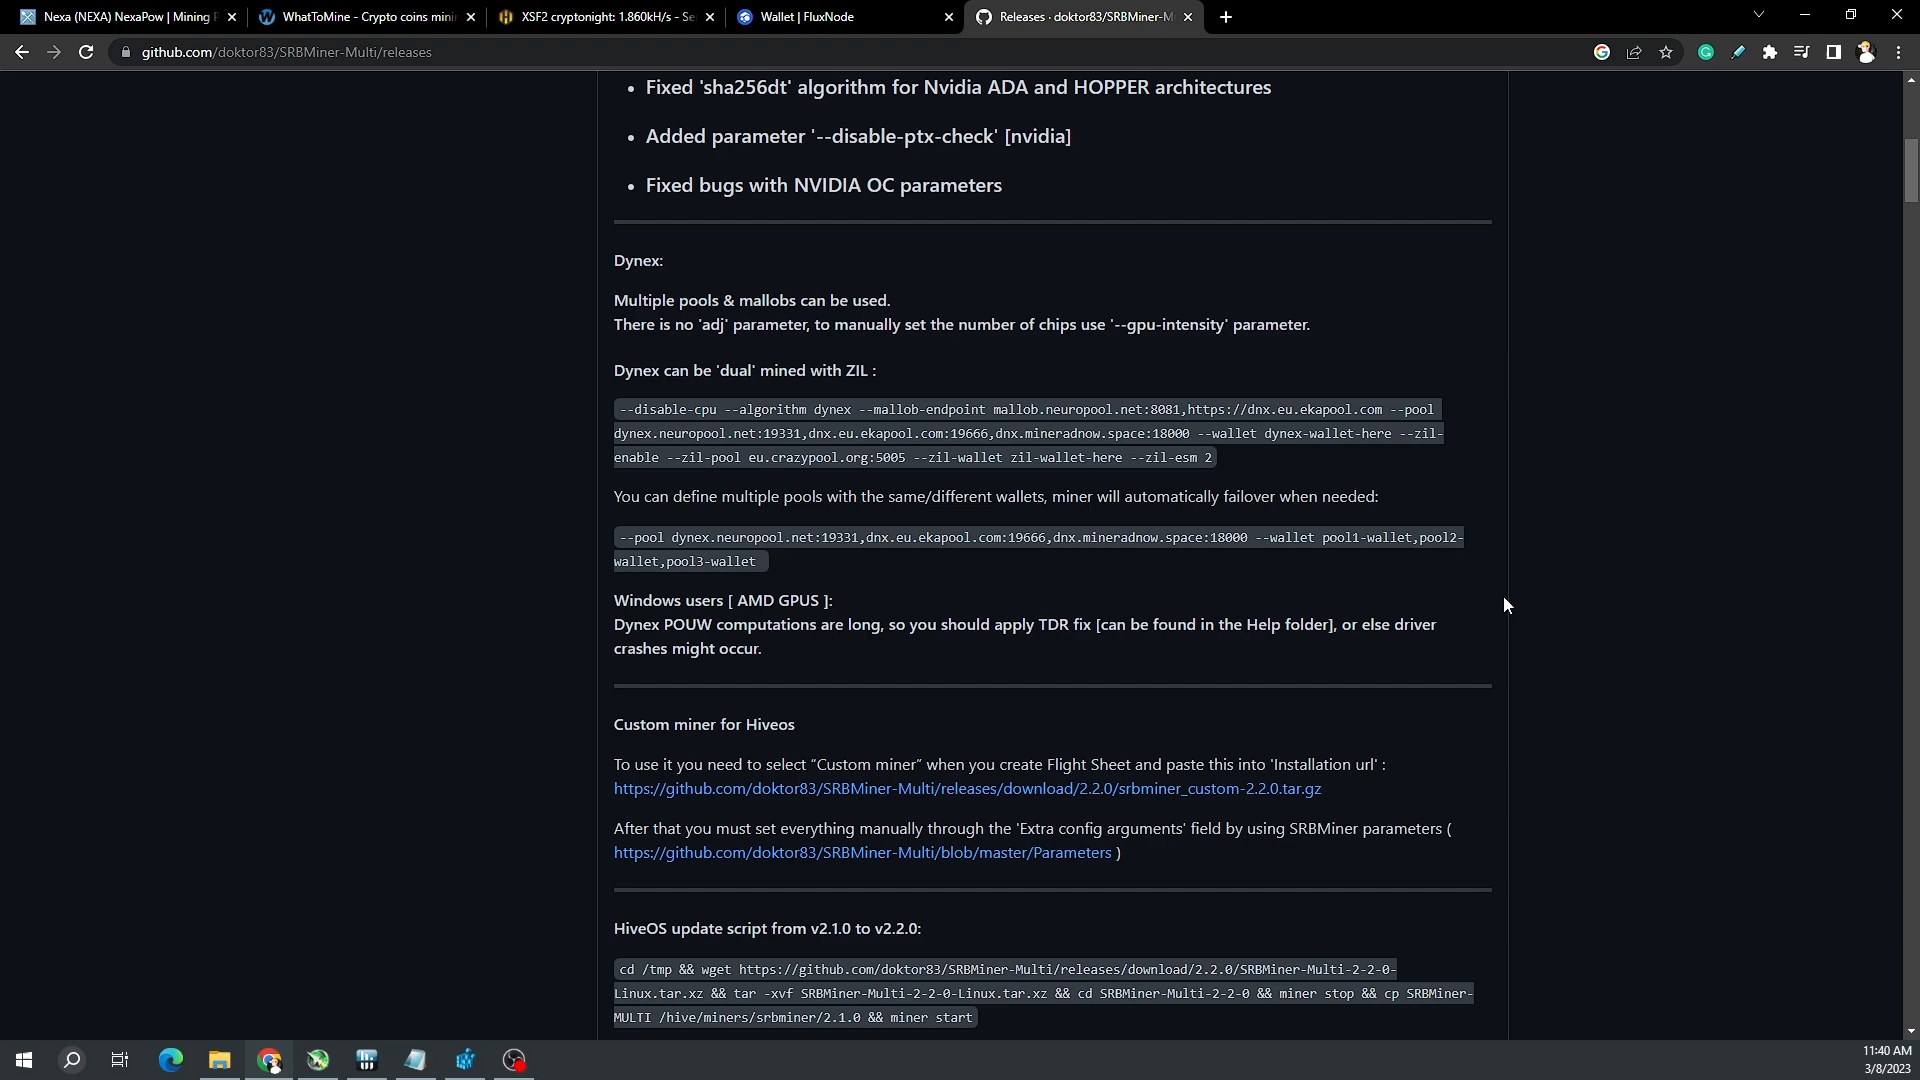 Nexa (NEXA) NexaPow | Mining P
WhatToMine - Crypto coins minin
XSF2 cryptonight: 1.860kH/s - Se
Wallet | FluxNode
Releases · doktor83/SRBMiner-M
github.com/doktor83/SRBMiner-Multi/releases
• Fixed 'sha256dt' algorithm for Nvidia ADA and HOPPER architectures
• Added parameter '--disable-ptx-check' [nvidia]
• Fixed bugs with NVIDIA OC parameters
Dynex:
Multiple pools & mallobs can be used.
There is no 'adj' parameter, to manually set the number of chips use '--gpu-intensity' parameter.
Dynex can be 'dual' mined with ZIL :
--disable-cpu --algorithm dynex --mallob-endpoint mallob.neuropool.net:8081,https://dnx.eu.ekapool.com --pool
dynex.neuropool.net:19331,dnx.eu.ekapool.com:19666,dnx.mineradnow.space:18000 --wallet dynex-wallet-here --zil-
enable --zil-pool eu.crazypool.org:5005 --zil-wallet zil-wallet-here --zil-esm 2
You can define multiple pools with the same/different wallets, miner will automatically failover when needed:
--pool dynex.neuropool.net:19331,dnx.eu.ekapool.com:19666,dnx.mineradnow.space:18000 --wallet pool1-wallet,pool2-
wallet,pool3-wallet
Windows users [ AMD GPUS ]:
Dynex POUW computations are long, so you should apply TDR fix [can be found in the Help folder], or else driver
crashes might occur.
Custom miner for Hiveos
To use it you need to select "Custom miner" when you create Flight Sheet and paste this into 'Installation url' :
https://github.com/doktor83/SRBMiner-Multi/releases/download/2.2.0/srbminer_custom-2.2.0.tar.gz
After that you must set everything manually through the 'Extra config arguments' field by using SRBMiner parameters (
https://github.com/doktor83/SRBMiner-Multi/blob/master/Parameters )
HiveOS update script from v2.1.0 to v2.2.0:
cd /tmp && wget https://github.com/doktor83/SRBMiner-Multi/releases/download/2.2.0/SRBMiner-Multi-2-2-0-
Linux.tar.xz && tar -xvf SRBMiner-Multi-2-2-0-Linux.tar.xz && cd SRBMiner-Multi-2-2-0 && miner stop && cp SRBMiner-
MULTI /hive/miners/srbminer/2.1.0 && miner start
11:40 AM
3/8/2023